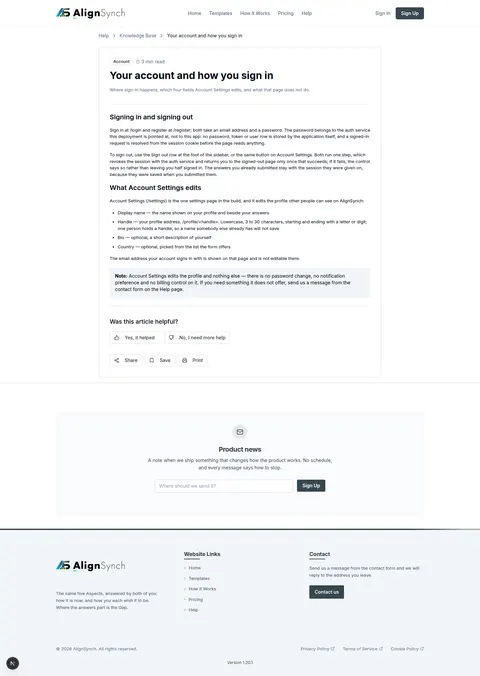 AlignSynch
Home
Templates
How It Works
Pricing
Help
Sign In
Sign Up
Help > Knowledge Base > Your account and how you sign in
Account
3 min read
Your account and how you sign in
Where sign-in happens, which four fields Account Settings edits, and what that page does not do.
Signing in and signing out
Sign in at /login and register at /register; both take an email address and a password. The password belongs to the auth service
this deployment is pointed at, not to this app: no password, token or user row is stored by the application itself, and a signed-in
request is resolved from the session cookie before the page reads anything.
To sign out, use the Sign out row at the foot of the sidebar, or the same button on Account Settings. Both run one step, which
revokes the session with the auth service and returns you to the signed-out page only once that succeeds; if it fails, the control
says so rather than leaving you half signed in. The answers you already submitted stay with the session they were given on,
because they were saved when you submitted them.
What Account Settings edits
Account Settings (/settings) is the one settings page in the build, and it edits the profile other people can see on AlignSynch:
• Display name — the name shown on your profile and beside your answers
• Handle — your profile address, /profile/<handle>. Lowercase, 3 to 30 characters, starting and ending with a letter or digit;
one person holds a handle, so a name somebody else already has will not save
• Bio — optional, a short description of yourself
• Country — optional, picked from the list the form offers
The email address your account signs in with is shown on that page and is not editable there.
Note: Account Settings edits the profile and nothing else — there is no password change, no notification
preference and no billing control on it. If you need something it does not offer, send us a message from the
contact form on the Help page.
Was this article helpful?
Yes, it helped
No, I need more help
Share
Save
Print
Product news
A note when we ship something that changes how the product works. No schedule,
and every message says how to stop.
Where should we send it?
Sign Up
AlignSynch
The same five Aspects, answered by both of you;
how it is now, and how you each wish it to be.
Where the answers part is the Gap.
Website Links
Home
Templates
How It Works
Pricing
Help
Contact
Send us a message from the contact form and we will
reply to the address you leave.
Contact us
© 2026 AlignSynch. All rights reserved.
Privacy Policy
Terms of Service
Cookie Policy
N
Version 1.20.1